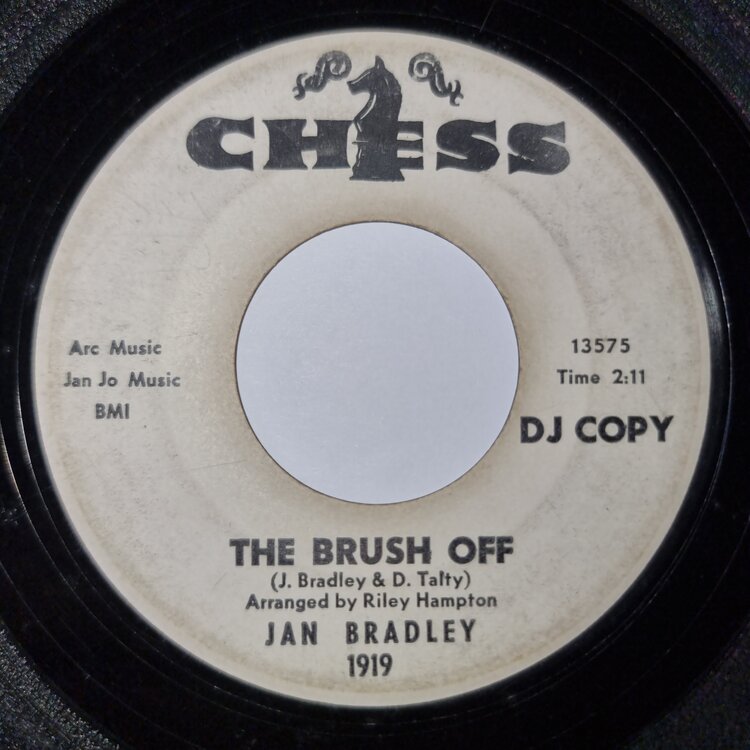 CHESS
Arc Music
Jan Jo Music
BMI
13575
Time 2:11
DJ COPY
THE BRUSH OFF
(J. Bradley & D. Talty)
Arranged by Riley Hampton
JAN BRADLEY
1919